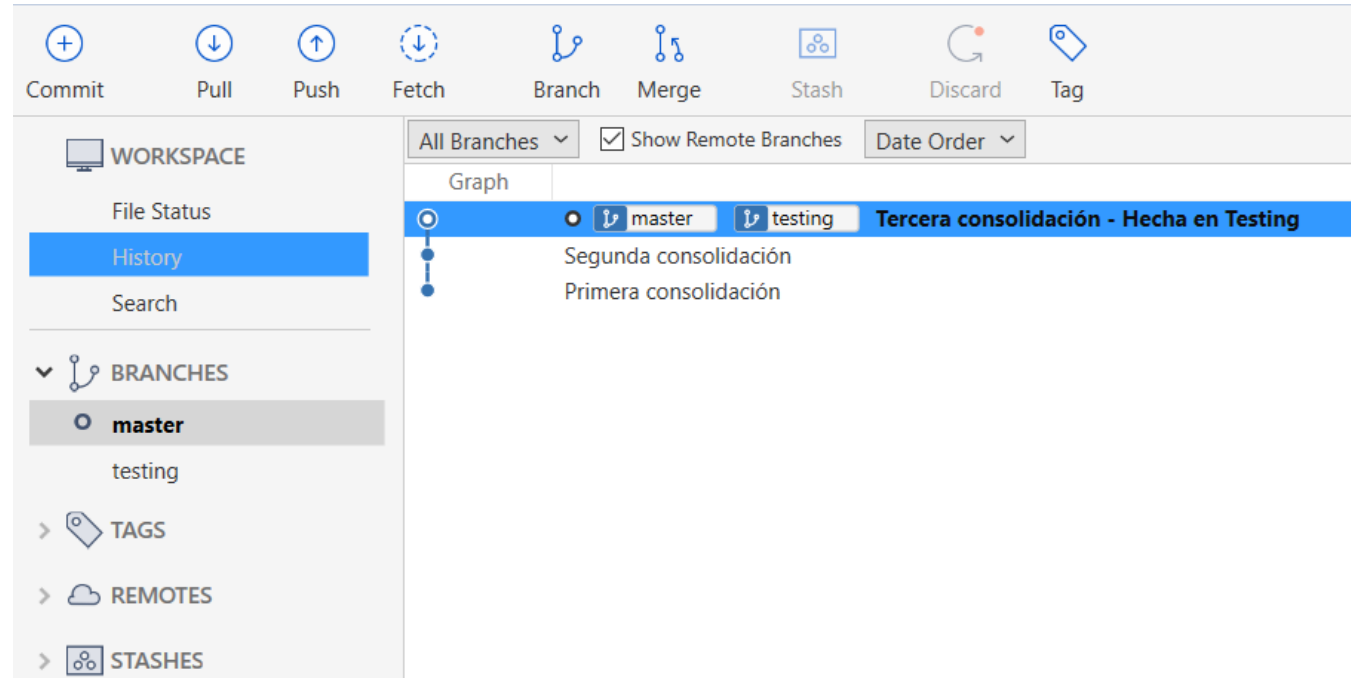 Commit Pull Push Fetch Branch Merge Stash Discard Tag
WORKSPACE
File Status
History
Search
BRANCHES
master
testing
TAGS
REMOTES
STASHES
All Branches Show Remote Branches Date Order
Graph
master testing Tercera consolidación - Hecha en Testing
Segunda consolidación
Primera consolidación